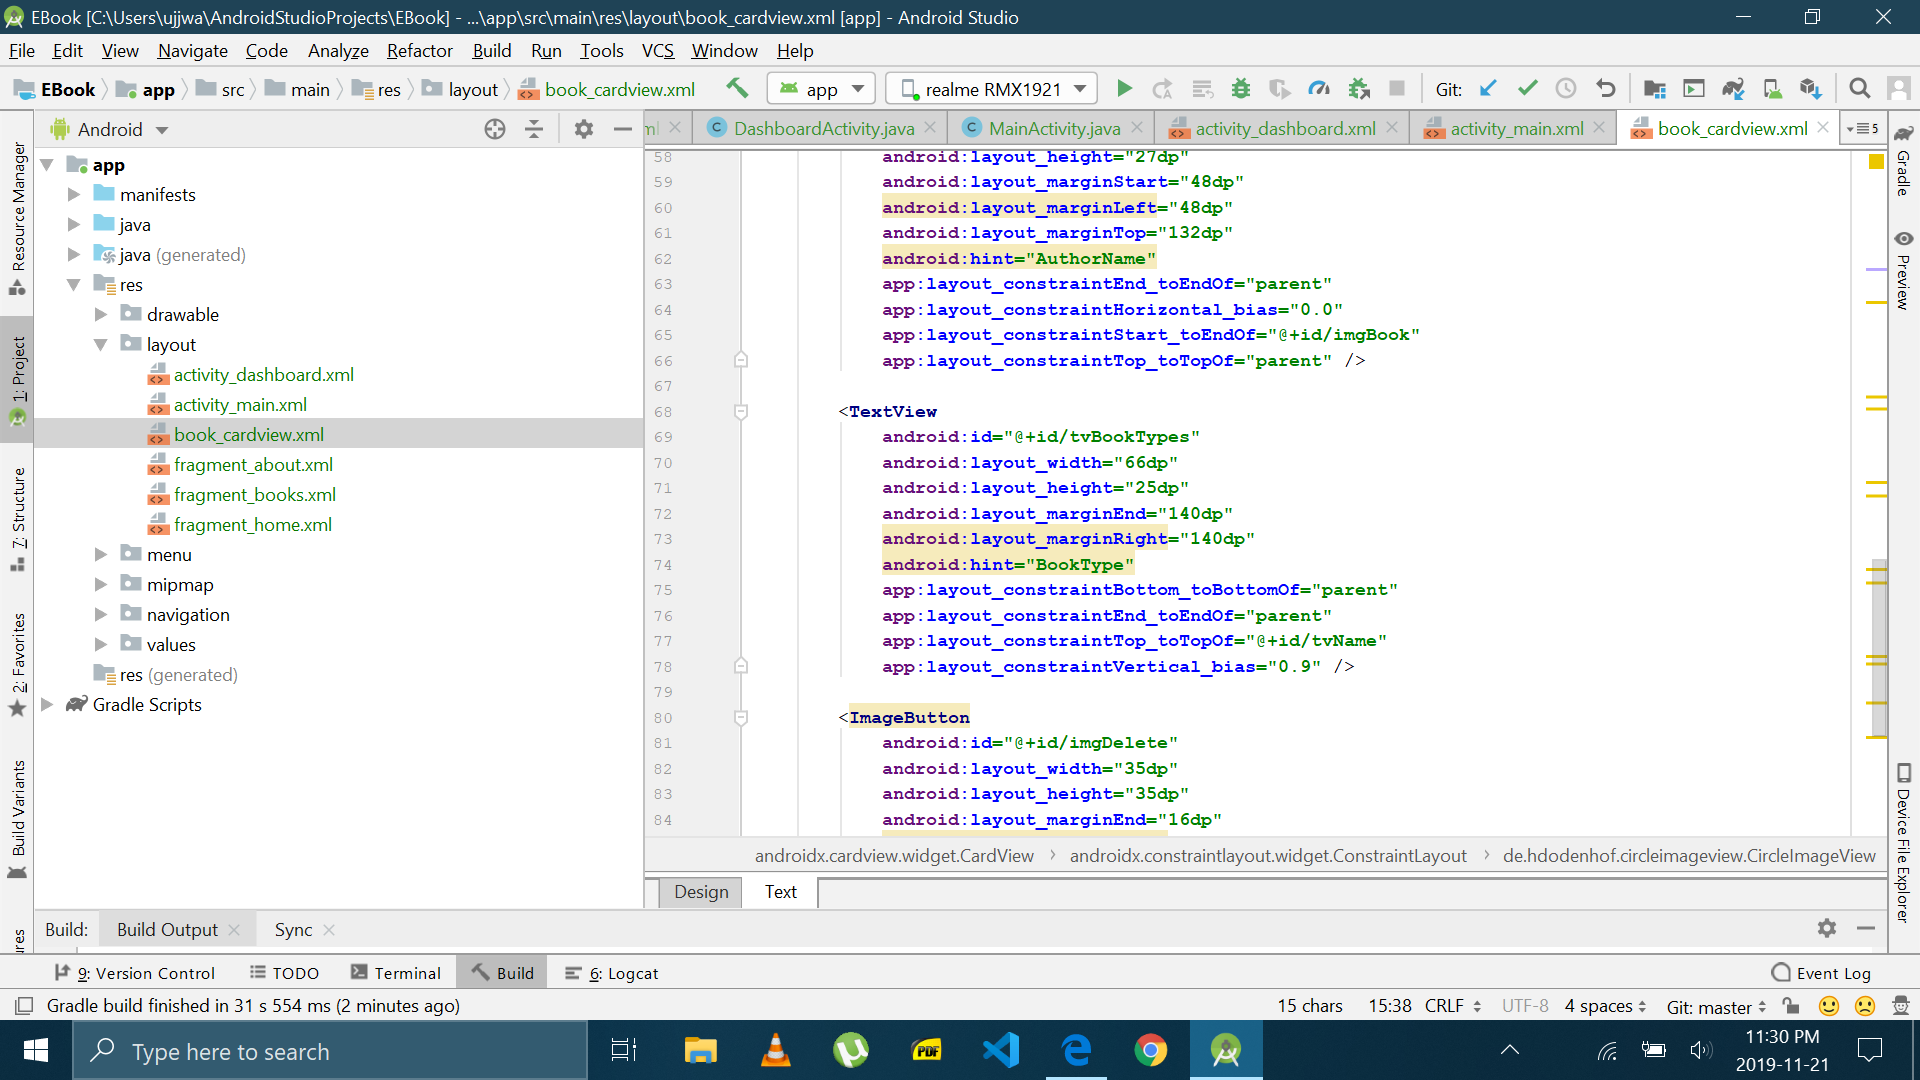 EBook [C:\Users\ujjwa\AndroidStudioProjects\EBook] - ...\app\src\main\res\layout\book_cardview.xml [app] - Android Studio
File Edit View Navigate Code Analyze Refactor Build Run Tools VCS Window Help
EBook app src main res layout book_cardview.xml app realme RMX1921 Git:
Android
ml DashboardActivity.java MainActivity.java activity_dashboard.xml activity_main.xml book_cardview.xml 5
Resource Manager
1: Project
7: Structure
2: Favorites
Build Variants
ures
app
manifests
java
java (generated)
res
drawable
layout
activity_dashboard.xml
activity_main.xml
book_cardview.xml
fragment_about.xml
fragment_books.xml
fragment_home.xml
menu
mipmap
navigation
values
res (generated)
Gradle Scripts
58 android:layout_height="27dp"
59 android:layout_marginStart="48dp"
60 android:layout_marginLeft="48dp"
61 android:layout_marginTop="132dp"
62 android:hint="AuthorName"
63 app:layout_constraintEnd_toEndOf="parent"
64 app:layout_constraintHorizontal_bias="0.0"
65 app:layout_constraintStart_toEndOf="@+id/imgBook"
66 app:layout_constraintTop_toTopOf="parent" />
67
68 <TextView
69 android:id="@+id/tvBookTypes"
70 android:layout_width="66dp"
71 android:layout_height="25dp"
72 android:layout_marginEnd="140dp"
73 android:layout_marginRight="140dp"
74 android:hint="BookType"
75 app:layout_constraintBottom_toBottomOf="parent"
76 app:layout_constraintEnd_toEndOf="parent"
77 app:layout_constraintTop_toTopOf="@+id/tvName"
78 app:layout_constraintVertical_bias="0.9" />
79
80 <ImageButton
81 android:id="@+id/imgDelete"
82 android:layout_width="35dp"
83 android:layout_height="35dp"
84 android:layout_marginEnd="16dp"
androidx.cardview.widget.CardView androidx.constraintlayout.widget.ConstraintLayout de.hdodenhof.circleimageview.CircleImageView
Design Text
Gradle
Preview
Device File Explorer
Build: Build Output Sync
9: Version Control TODO Terminal Build 6: Logcat Event Log
Gradle build finished in 31 s 554 ms (2 minutes ago) 15 chars 15:38 CRLF UTF-8 4 spaces Git: master
Type here to search
PDF
11:30 PM
2019-11-21